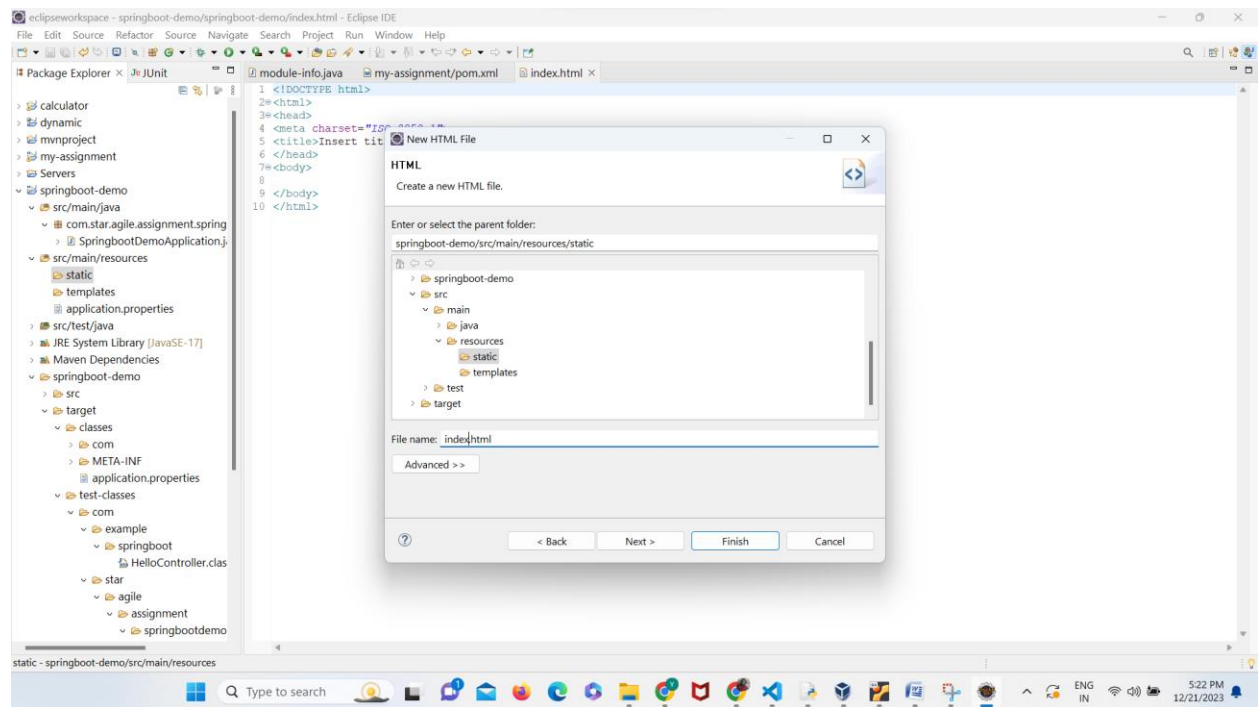 eclipseworkspace - springboot-demo/springboot-demo/index.html - Eclipse IDE
File Edit Source Refactor Source Navigate Search Project Run Window Help
Package Explorer × JUnit
module-info.java my-assignment/pom.xml index.html ×
calculator
dynamic
mvnproject
my-assignment
Servers
springboot-demo
src/main/java
com.star.agile.assignment.spring
SpringbootDemoApplication.j
src/main/resources
static
templates
application.properties
src/test/java
JRE System Library [JavaSE-17]
Maven Dependencies
springboot-demo
src
target
classes
com
META-INF
application.properties
test-classes
com
example
springboot
HelloController.clas
star
agile
assignment
springbootdemo
1 <!DOCTYPE html>
2 <html>
3 <head>
4 <meta charset="ISO-8859-1">
5 <title>Insert tit
6 </head>
7 <body>
8
9 </body>
10 </html>
New HTML File
HTML
Create a new HTML file.
Enter or select the parent folder:
springboot-demo/src/main/resources/static
springboot-demo
src
main
java
resources
static
templates
test
target
File name: index.html
Advanced >>
? < Back Next > Finish Cancel
static - springboot-demo/src/main/resources
Type to search
ENG
IN
5:22 PM
12/21/2023